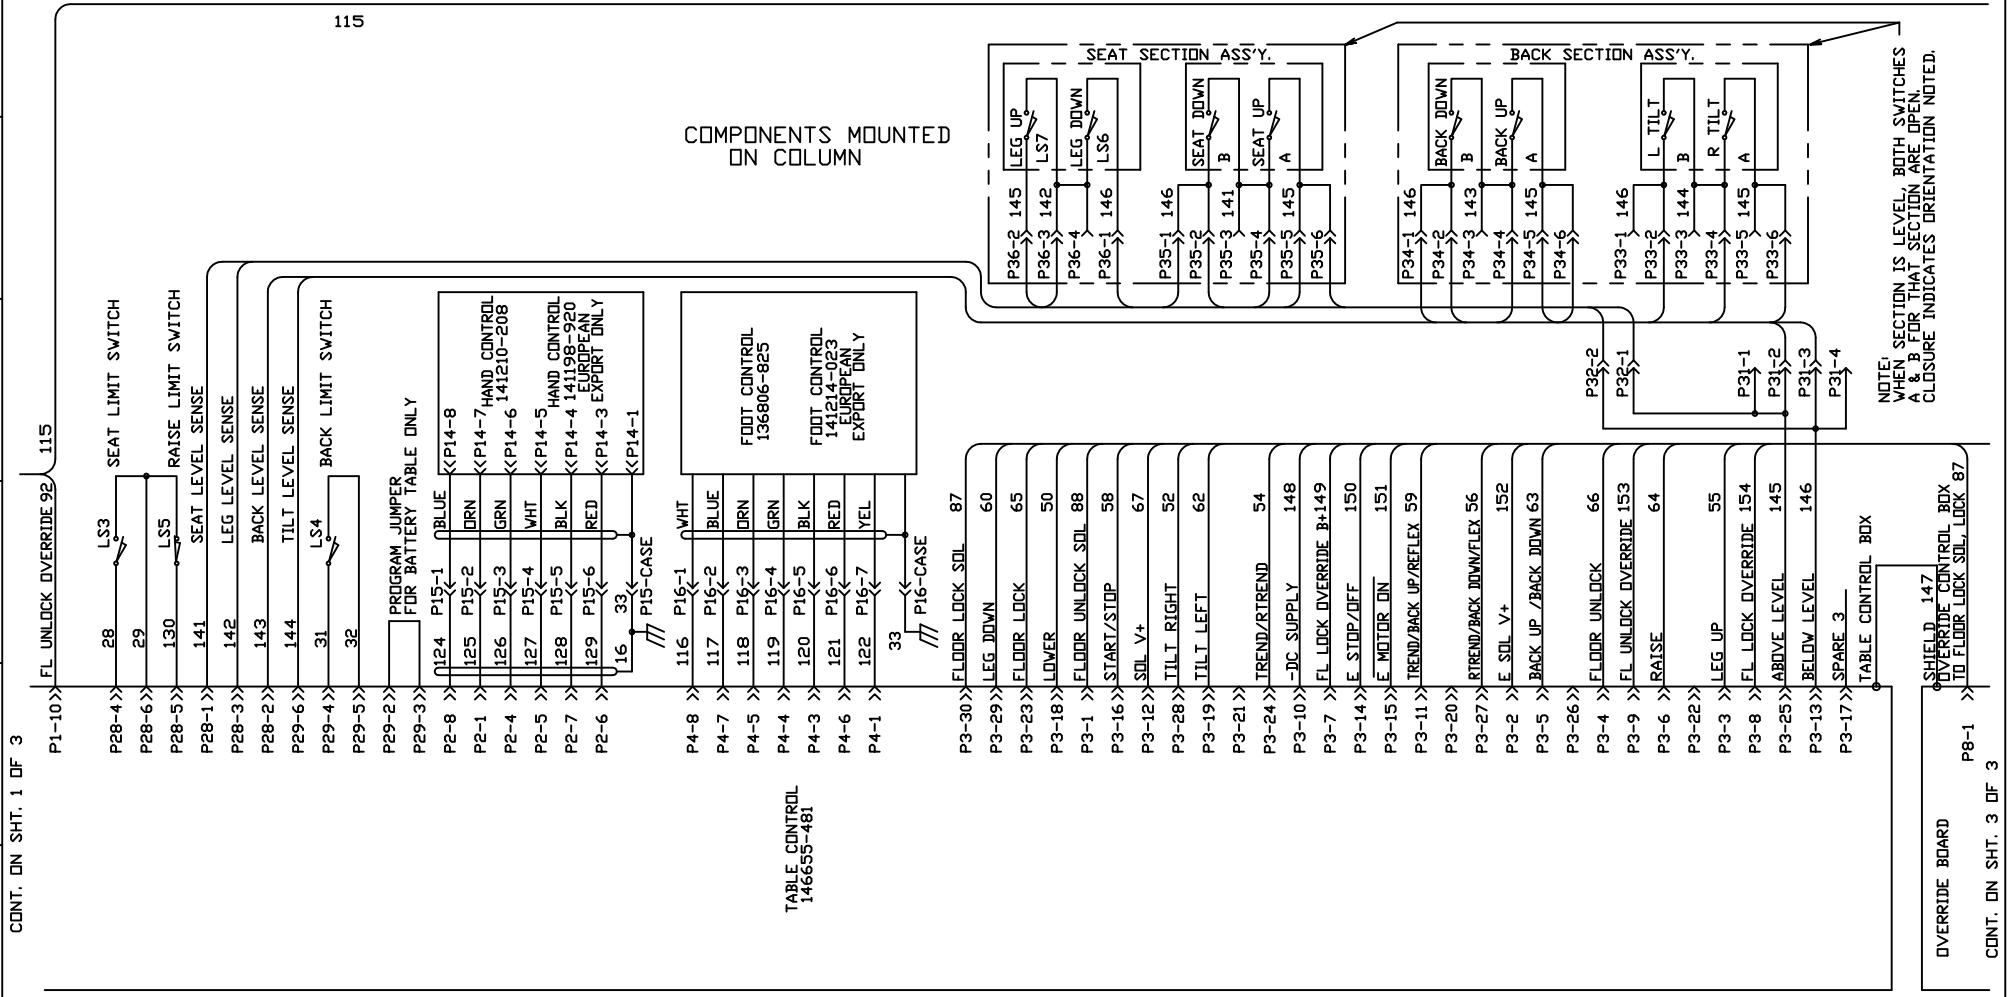 115
COMPONENTS MOUNTED
ON COLUMN
SEAT SECTION ASS'Y.
BACK SECTION ASS'Y.
LEG UP
LS7
LEG DOWN
LS6
SEAT DOWN
B
SEAT UP
A
BACK DOWN
B
BACK UP
A
L TILT
B
R TILT
A
145
142
146
146
141
145
146
143
145
146
144
145
P36-2
P36-3
P36-4
P36-1
P35-1
P35-2
P35-3
P35-4
P35-5
P35-6
P34-1
P34-2
P34-3
P34-4
P34-5
P34-6
P33-1
P33-2
P33-3
P33-4
P33-5
P33-6
P32-2
P32-1
P31-1
P31-2
P31-3
P31-4
NOTE:
WHEN SECTION IS LEVEL, BOTH SWITCHES
A & B FOR THAT SECTION ARE OPEN.
CLOSURE INDICATES ORIENTATION NOTED.
115
FL UNLOCK OVERRIDE 92
SEAT LIMIT SWITCH
LS3
28
29
RAISE LIMIT SWITCH
LS5
130
SEAT LEVEL SENSE
141
LEG LEVEL SENSE
142
BACK LEVEL SENSE
143
TILT LEVEL SENSE
144
BACK LIMIT SWITCH
LS4
31
32
PROGRAM JUMPER
FOR BATTERY TABLE ONLY
HAND CONTROL
141210-208
HAND CONTROL
141198-920
EUROPEAN
EXPORT ONLY
P14-8
P14-7
P14-6
P14-5
P14-4
P14-3
P14-1
BLUE
ORN
GRN
WHT
BLK
RED
P15-1
P15-2
P15-3
P15-4
P15-5
P15-6
33
P15-CASE
124
125
126
127
128
129
16
FOOT CONTROL
136806-825
FOOT CONTROL
141214-023
EUROPEAN
EXPORT ONLY
WHT
BLUE
ORN
GRN
BLK
RED
YEL
P16-1
P16-2
P16-3
P16-4
P16-5
P16-6
P16-7
P16-CASE
116
117
118
119
120
121
122
33
FLOOR LOCK SOL 87
LEG DOWN 60
FLOOR LOCK 65
LOWER 50
FLOOR UNLOCK SOL 88
START/STOP 58
SOL V+ 67
TILT RIGHT 52
TILT LEFT 62
TREND/RTREND 54
-DC SUPPLY 148
FL LOCK OVERRIDE B+149
E STOP/OFF 150
E MOTOR ON 151
TREND/BACK UP/REFLEX 59
RTREND/BACK DOWN/FLEX 56
E SOL V+ 152
BACK UP /BACK DOWN 63
FLOOR UNLOCK 66
FL UNLOCK OVERRIDE 153
RAISE 64
LEG UP 55
FL LOCK OVERRIDE 154
ABOVE LEVEL 145
BELOW LEVEL 146
SPARE 3
TABLE CONTROL BOX
SHIELD 147
OVERRIDE CONTROL BOX
TO FLOOR LOCK SOL, LOCK 87
P1-10
P28-4
P28-6
P28-5
P28-1
P28-3
P28-2
P29-6
P29-4
P29-5
P29-2
P29-3
P2-8
P2-1
P2-4
P2-5
P2-7
P2-6
P4-8
P4-7
P4-5
P4-4
P4-3
P4-6
P4-1
P3-30
P3-29
P3-23
P3-18
P3-1
P3-16
P3-12
P3-28
P3-19
P3-21
P3-24
P3-10
P3-7
P3-14
P3-15
P3-11
P3-20
P3-27
P3-2
P3-5
P3-26
P3-4
P3-9
P3-6
P3-22
P3-3
P3-8
P3-25
P3-13
P3-17
P8-1
CONT. ON SHT. 1 OF 3
TABLE CONTROL
146655-481
OVERRIDE BOARD
CONT. ON SHT. 3 OF 3